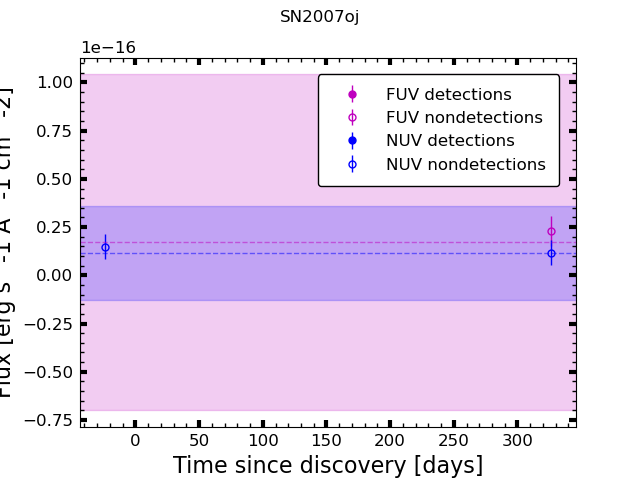 SN2007oj
1e−16
1.00
0.75
0.50
0.25
0.00
−0.25
−0.50
−0.75
Flux [erg s -1 A -1 cm -2]
FUV detections
FUV nondetections
NUV detections
NUV nondetections
0 50 100 150 200 250 300
Time since discovery [days]